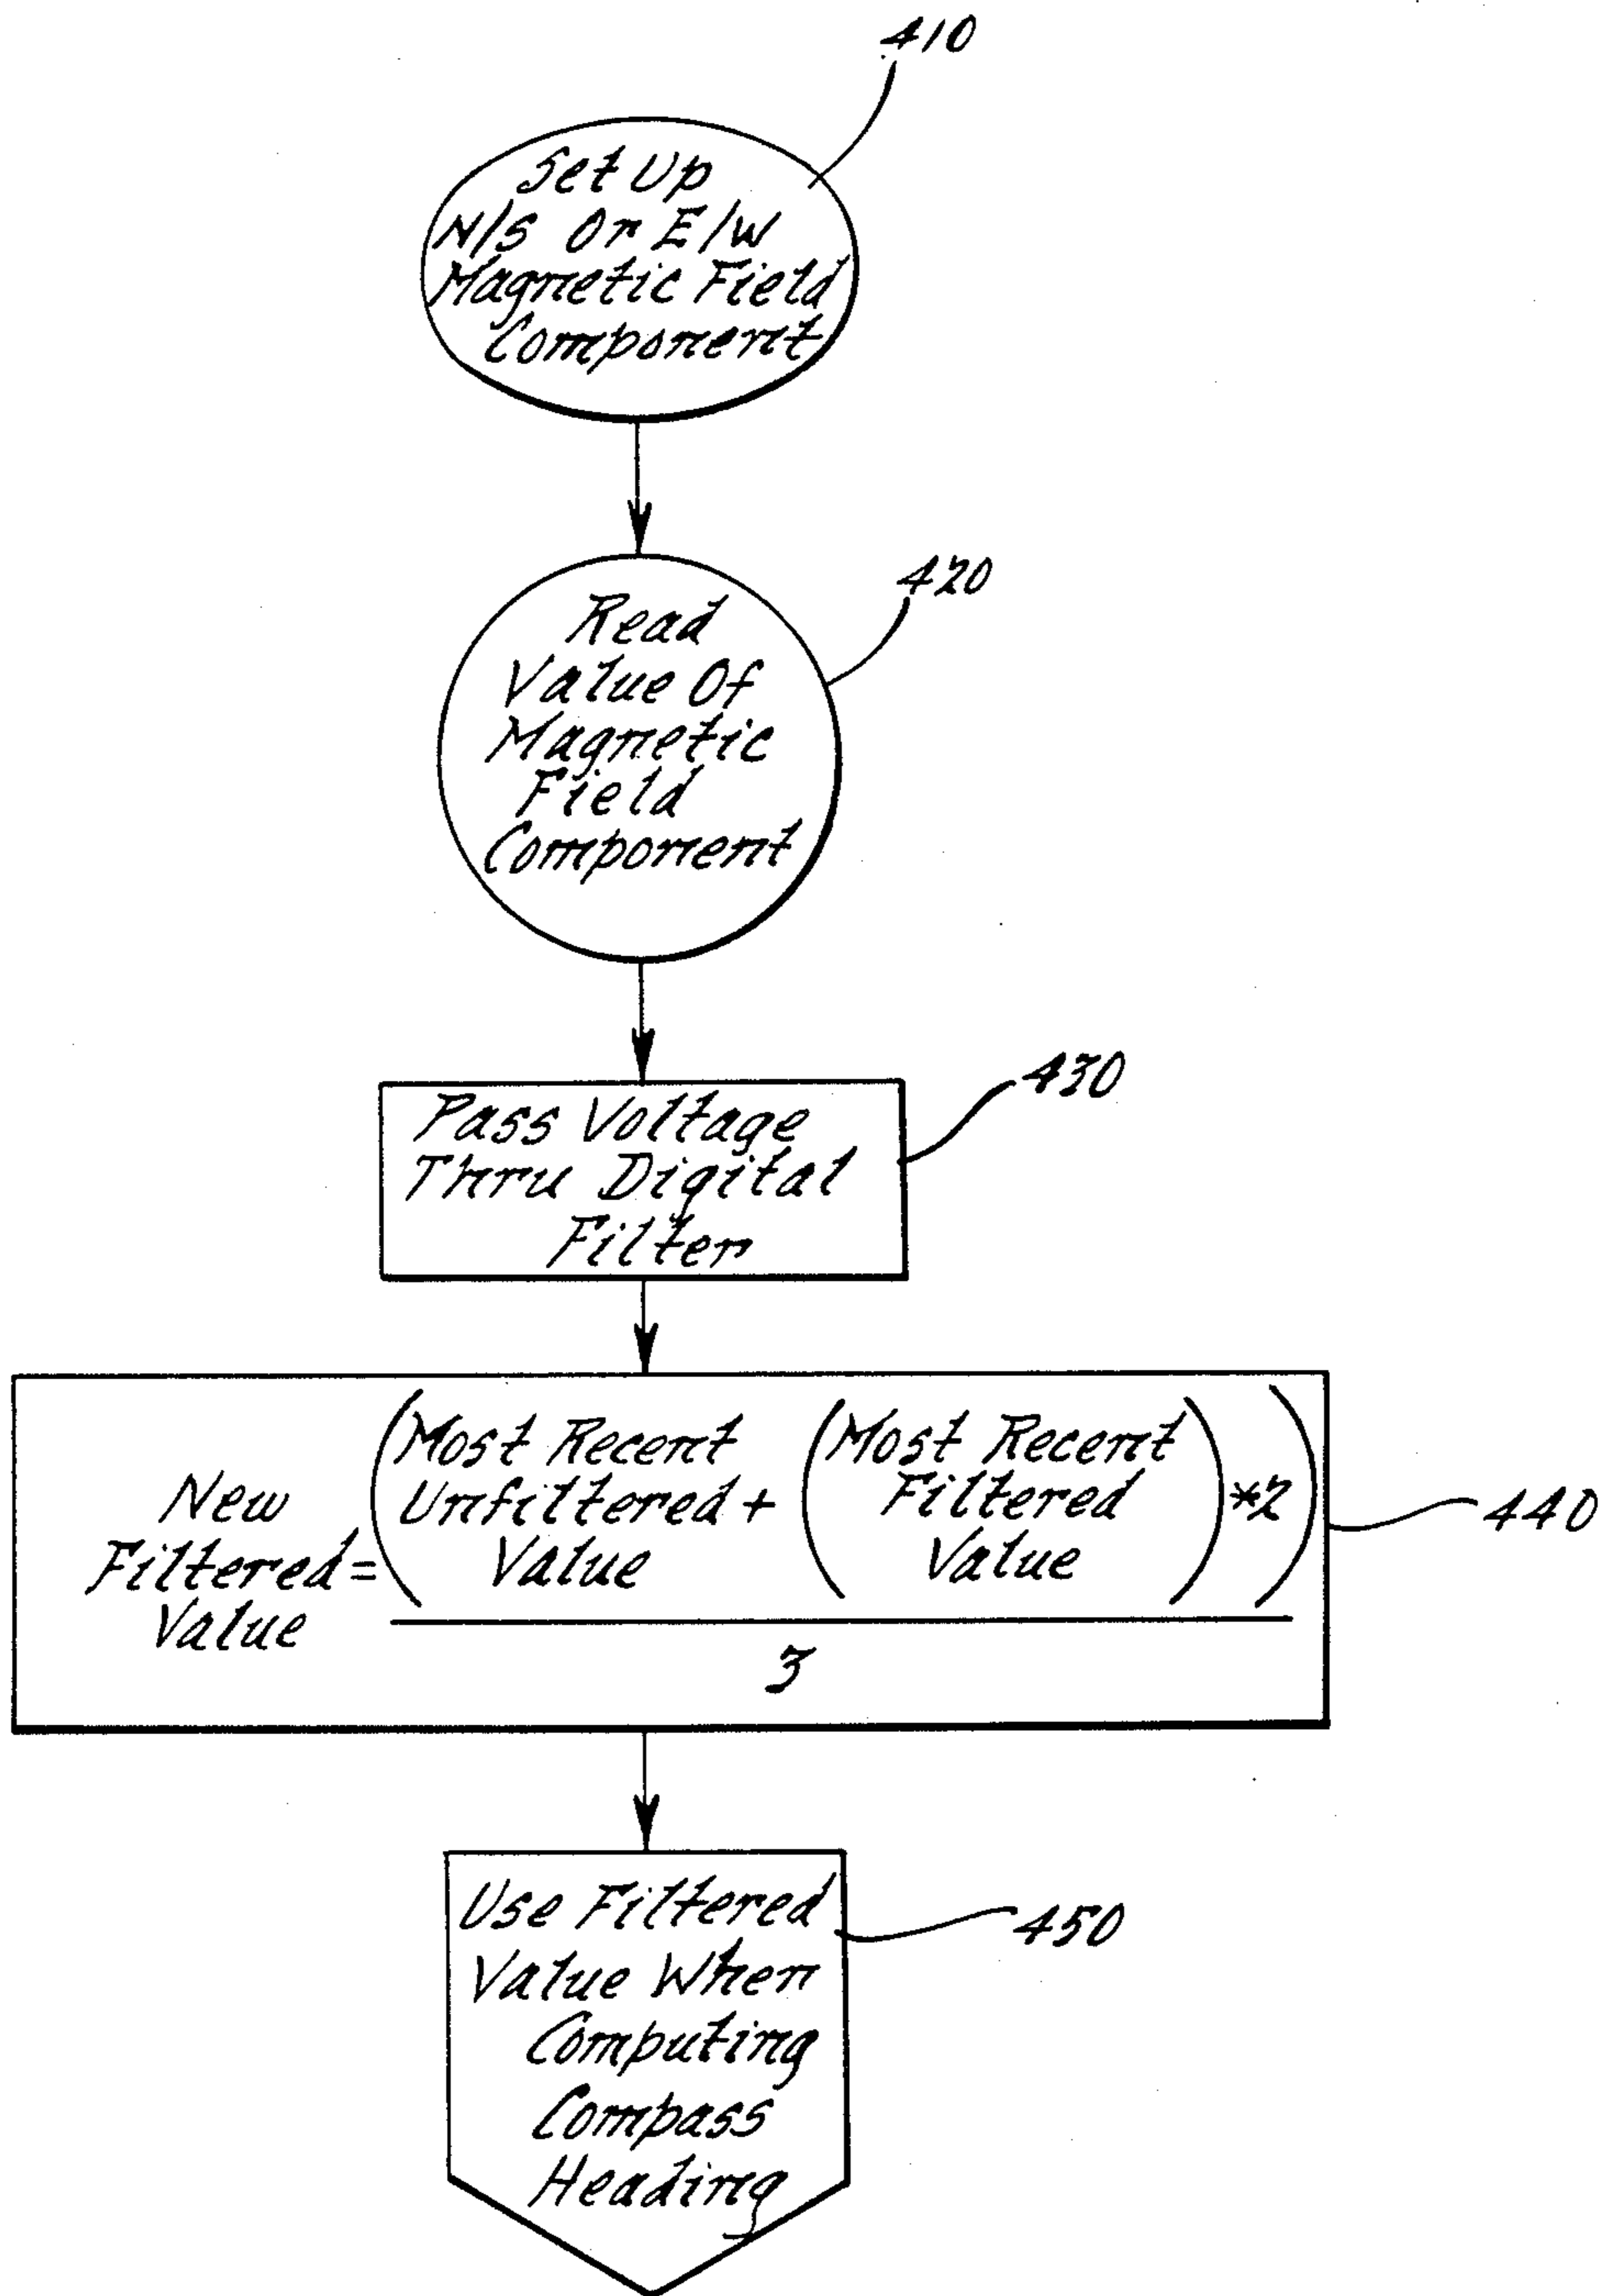 410
Set Up
N/S Or E/W
Magnetic Field
Component
420
Read
Value Of
Magnetic
Field
Component
430
Pass Voltage
Thru Digital
Filter
440
New
Filtered =
Value
(Most Recent
Unfiltered +
Value
(Most Recent
Filtered
Value) *2)
3
450
Use Filtered
Value When
Computing
Compass
Heading